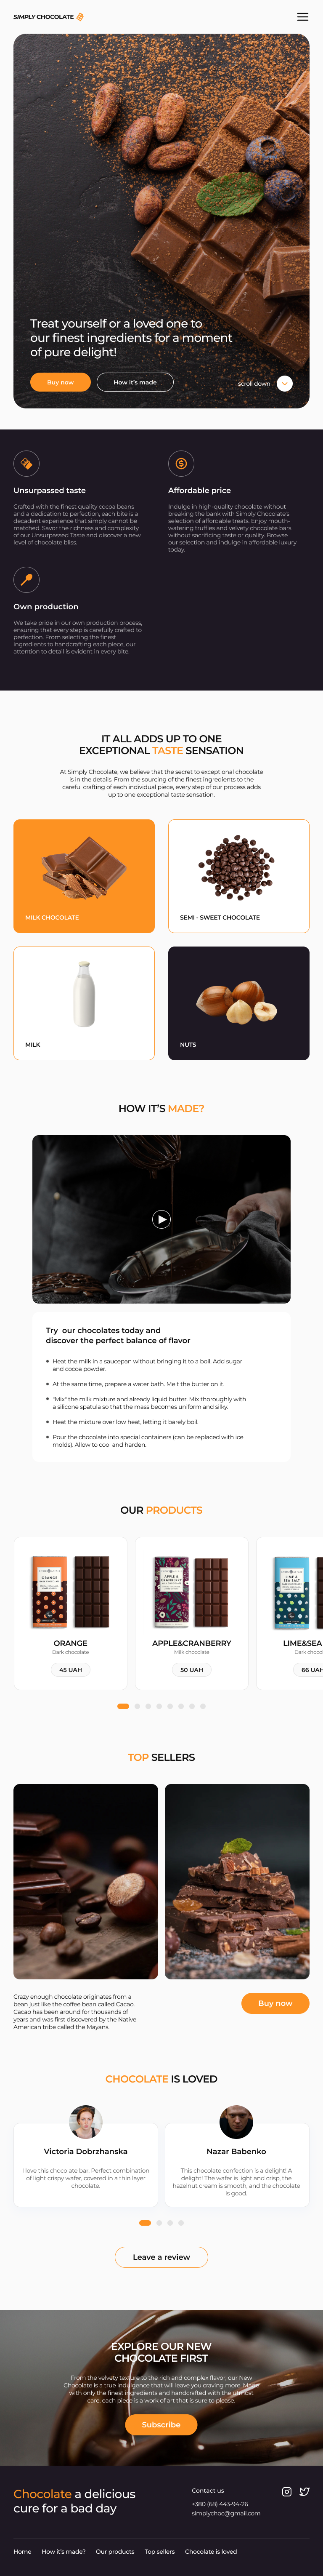 SIMPLY CHOCOLATE
Treat yourself or a loved one to
our finest ingredients for a moment
of pure delight!
Buy now
How it's made
scroll down
Unsurpassed taste
Crafted with the finest quality cocoa beans
and a dedication to perfection, each bite is a
decadent experience that simply cannot be
matched. Savor the richness and complexity
of our Unsurpassed Taste and discover a new
level of chocolate bliss.
Affordable price
Indulge in high-quality chocolate without
breaking the bank with Simply Chocolate's
selection of affordable treats. Enjoy mouth-
watering truffles and velvety chocolate bars
without sacrificing taste or quality. Browse
our selection and indulge in affordable luxury
today.
Own production
We take pride in our own production process,
ensuring that every step is carefully crafted to
perfection. From selecting the finest
ingredients to handcrafting each piece, our
attention to detail is evident in every bite.
IT ALL ADDS UP TO ONE
EXCEPTIONAL TASTE SENSATION
At Simply Chocolate, we believe that the secret to exceptional chocolate
is in the details. From the sourcing of the finest ingredients to the
careful crafting of each individual piece, every step of our process adds
up to one exceptional taste sensation.
MILK CHOCOLATE
SEMI - SWEET CHOCOLATE
MILK
NUTS
HOW IT'S MADE?
Try our chocolates today and
discover the perfect balance of flavor
Heat the milk in a saucepan without bringing it to a boil. Add sugar
and cocoa powder.
At the same time, prepare a water bath. Melt the butter on it.
"Mix" the milk mixture and already liquid butter. Mix thoroughly with
a silicone spatula so that the mass becomes uniform and silky.
Heat the mixture over low heat, letting it barely boil.
Pour the chocolate into special containers (can be replaced with ice
molds). Allow to cool and harden.
OUR PRODUCTS
ORANGE
APPLE & CRANBERRY
LIME & SEA SALT
ORANGE
Dark chocolate
45 UAH
APPLE&CRANBERRY
Milk chocolate
50 UAH
LIME&SEA
Dark chocol
66 UAH
TOP SELLERS
Crazy enough chocolate originates from a
bean just like the coffee bean called Cacao.
Cacao has been around for thousands of
years and was first discovered by the Native
American tribe called the Mayans.
Buy now
CHOCOLATE IS LOVED
Victoria Dobrzhanska
I love this chocolate bar. Perfect combination
of light crispy wafer, covered in a thin layer
chocolate.
Nazar Babenko
This chocolate confection is a delight! A
delight! The wafer is light and crisp, the
hazelnut cream is smooth, and the chocolate
is good.
Leave a review
EXPLORE OUR NEW
CHOCOLATE FIRST
From the velvety texture to the rich and complex flavor, our New
Chocolate is a true indulgence that will leave you craving more. Made
with only the finest ingredients and handcrafted with the utmost
care, each piece is a work of art that is sure to please.
Subscribe
Chocolate a delicious
cure for a bad day
Contact us
+380 (68) 443-94-26
simplychoc@gmail.com
Home
How it's made?
Our products
Top sellers
Chocolate is loved